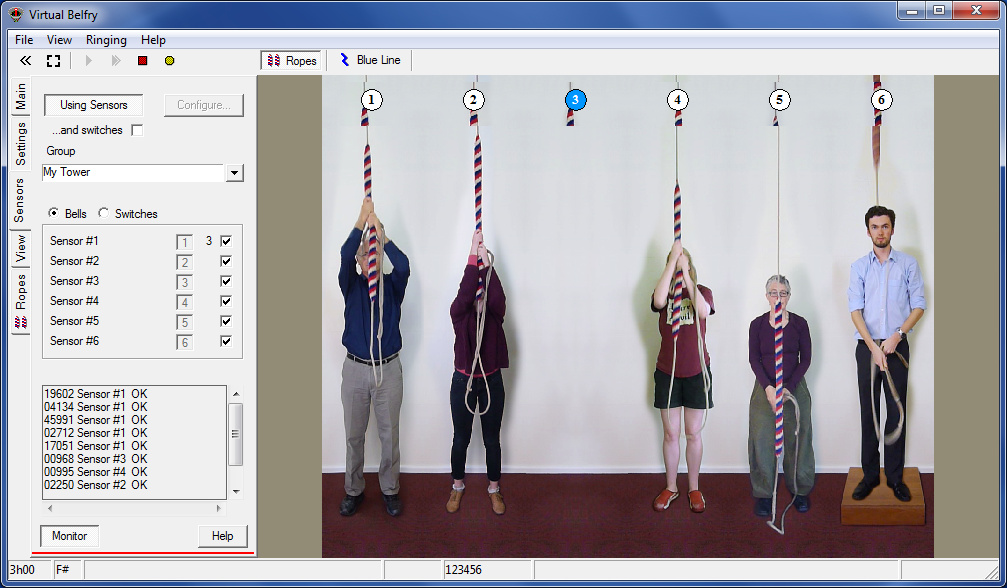 Virtual Belfry
File View Ringing Help
Ropes Blue Line
Main
Settings
Sensors
View
Ropes
Using Sensors Configure...
...and switches
Group
My Tower
Bells Switches
Sensor #1 1 3
Sensor #2 2
Sensor #3 3
Sensor #4 4
Sensor #5 5
Sensor #6 6
19602 Sensor #1 OK
04134 Sensor #1 OK
45991 Sensor #1 OK
02712 Sensor #1 OK
17051 Sensor #1 OK
00968 Sensor #3 OK
00995 Sensor #4 OK
02250 Sensor #2 OK
Monitor Help
1 2 3 4 5 6
3h00 F# 123456